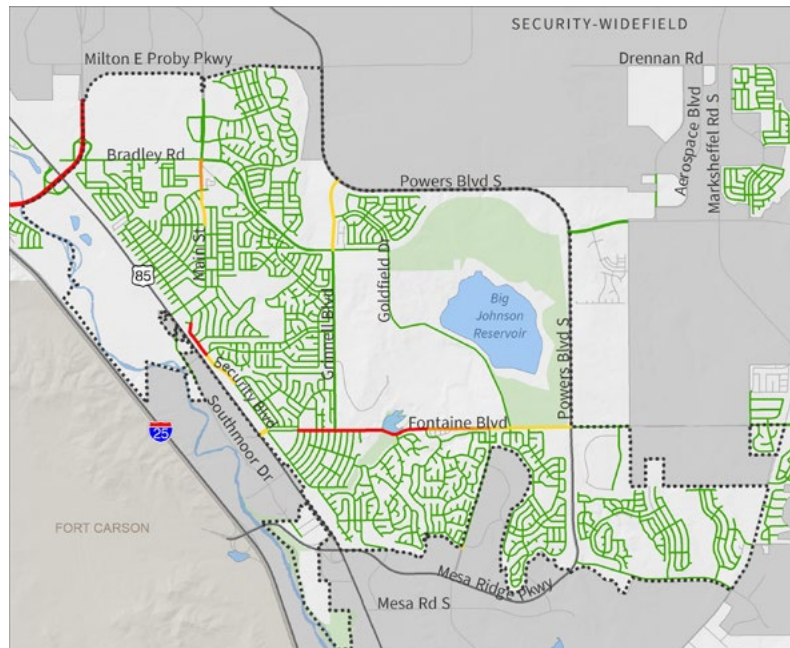 SECURITY-WIDEFIELD
Milton E Proby Pkwy
Drennan Rd
Aerospace Blvd
Marksheffel Rd S
Bradley Rd
Powers Blvd S
Main St
Goldfield Dr
85
Big
Johnson
Reservoir
Grinnell Blvd
Powers Blvd S
Security Blvd
Fontaine Blvd
Southmoor Dr
25
FORT CARSON
Mesa Ridge Pkwy
Mesa Rd S